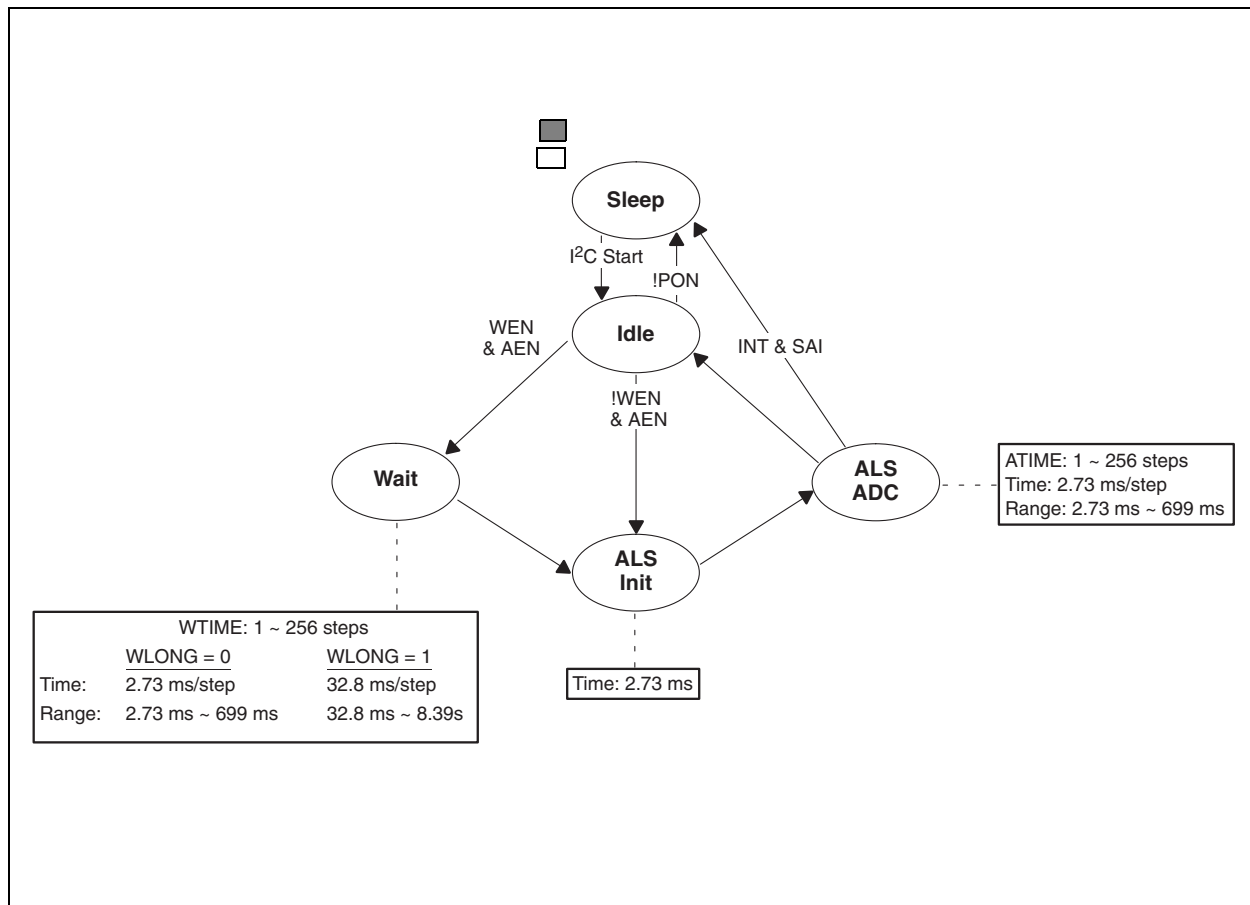 Sleep
I²C Start
!PON
Idle
WEN
& AEN
INT & SAI
!WEN
& AEN
Wait
ALS
ADC
ATIME: 1 ~ 256 steps
Time: 2.73 ms/step
Range: 2.73 ms ~ 699 ms
ALS
Init
WTIME: 1 ~ 256 steps
WLONG = 0 WLONG = 1
Time: 2.73 ms/step 32.8 ms/step
Range: 2.73 ms ~ 699 ms 32.8 ms ~ 8.39s
Time: 2.73 ms